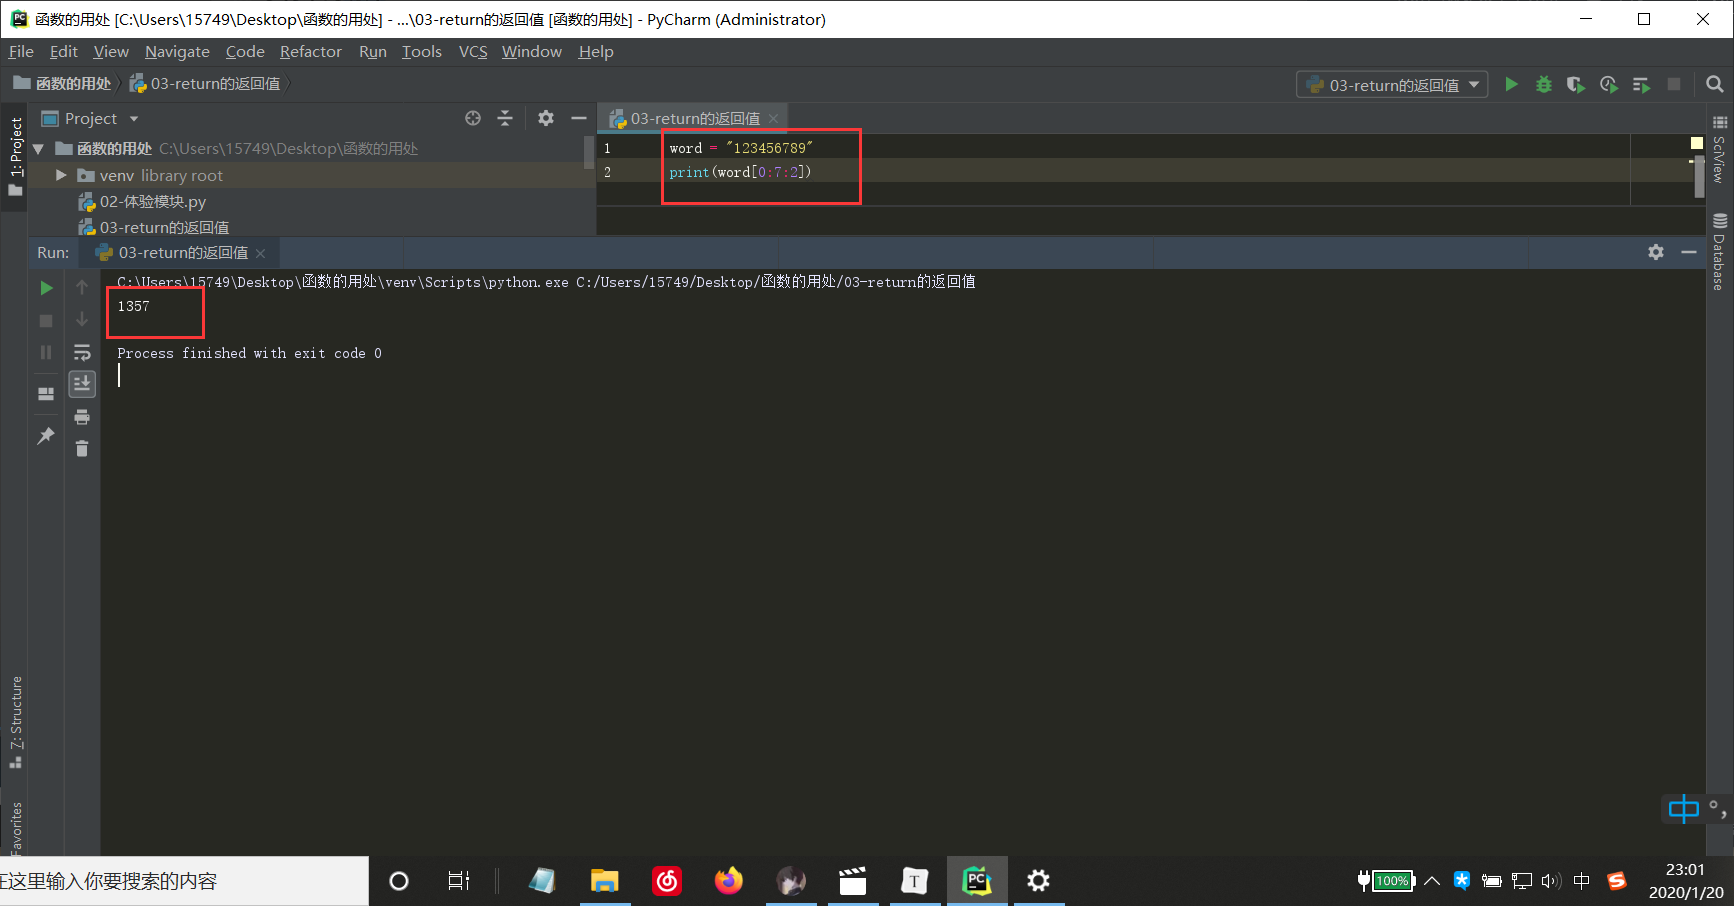 函数的用处 [C:\Users\15749\Desktop\函数的用处] - ...\03-return的返回值 [函数的用处] - PyCharm (Administrator)
File Edit View Navigate Code Refactor Run Tools VCS Window Help
函数的用处 03-return的返回值
03-return的返回值
Project
03-return的返回值
函数的用处 C:\Users\15749\Desktop\函数的用处
venv library root
02-体验模块.py
03-return的返回值
1 word = "123456789"
2 print(word[0:7:2])
Run: 03-return的返回值
C:\Users\15749\Desktop\函数的用处\venv\Scripts\python.exe C:/Users/15749/Desktop/函数的用处/03-return的返回值
1357
Process finished with exit code 0
1: Project
7: Structure
Favorites
SciView
Database
中 °,
在这里输入你要搜索的内容
PC
T
100%
中
S
23:01
2020/1/20